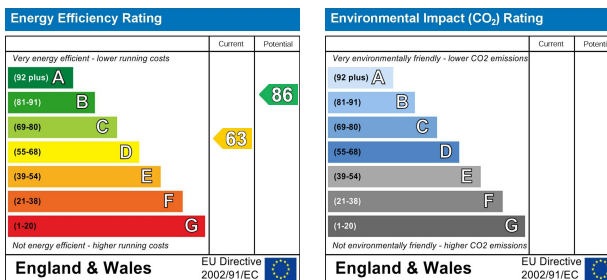 Energy Efficiency Rating
Current Potential
Very energy efficient - lower running costs
(92 plus) A
(81-91) B
86
(69-80) C
63
(55-68) D
(39-54) E
(21-38) F
(1-20) G
Not energy efficient - higher running costs
England & Wales
EU Directive
2002/91/EC
Environmental Impact (CO₂) Rating
Current Potenti
Very environmentally friendly - lower CO2 emissions
(92 plus) A
(81-91) B
(69-80) C
(55-68) D
(39-54) E
(21-38) F
(1-20) G
Not environmentally friendly - higher CO2 emissions
England & Wales
EU Directive
2002/91/EC